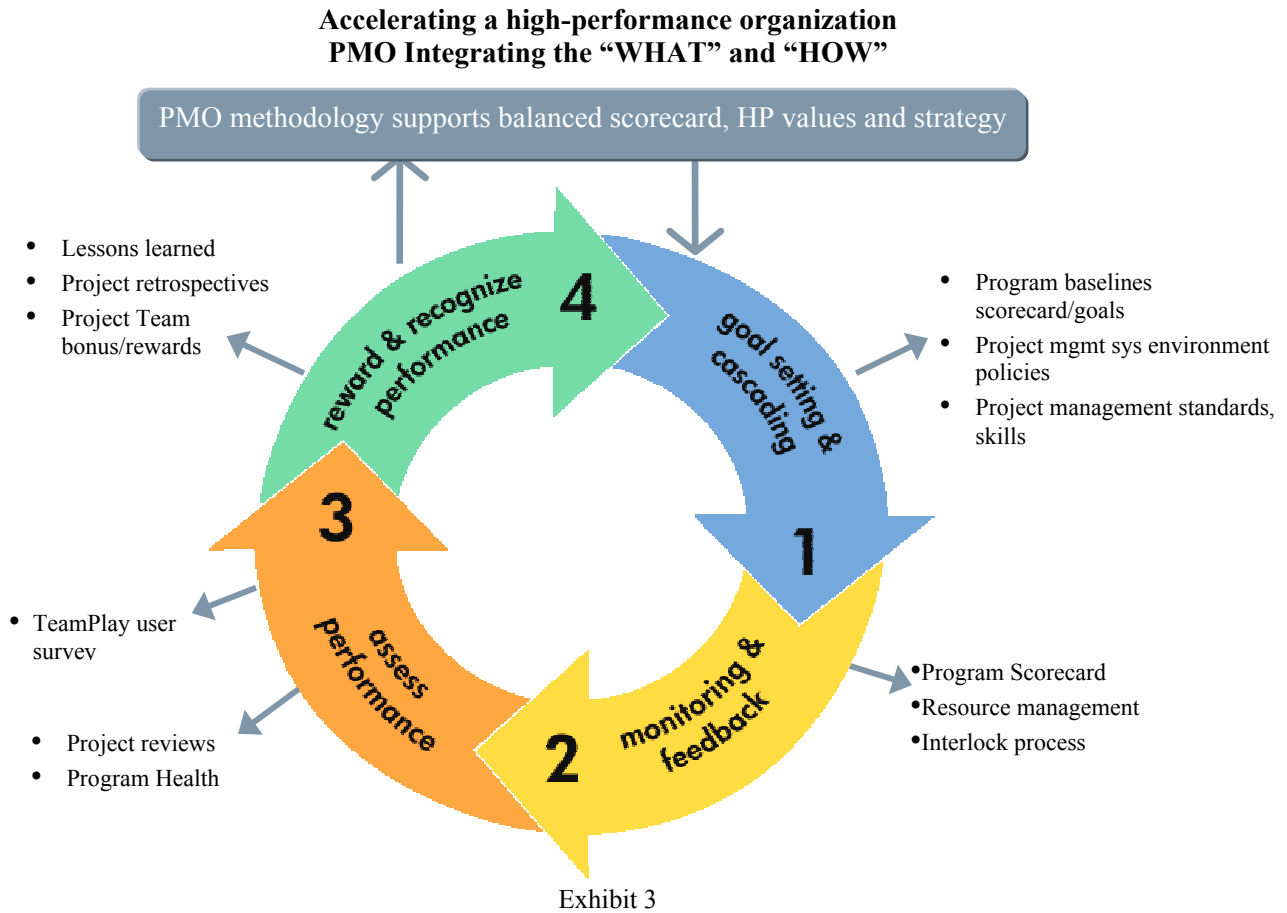 Accelerating a high-performance organization
PMO Integrating the “WHAT” and “HOW”
PMO methodology supports balanced scorecard, HP values and strategy
• Lessons learned
• Project retrospectives
• Project Team
bonus/rewards
reward & recognize
performance
4
goal setting &
cascading
1
• Program baselines
scorecard/goals
• Project mgmt sys environment
policies
• Project management standards,
skills
3
assess
performance
• TeamPlay user
survev
• Project reviews
• Program Health
2
monitoring &
feedback
•Program Scorecard
•Resource management
•Interlock process
Exhibit 3